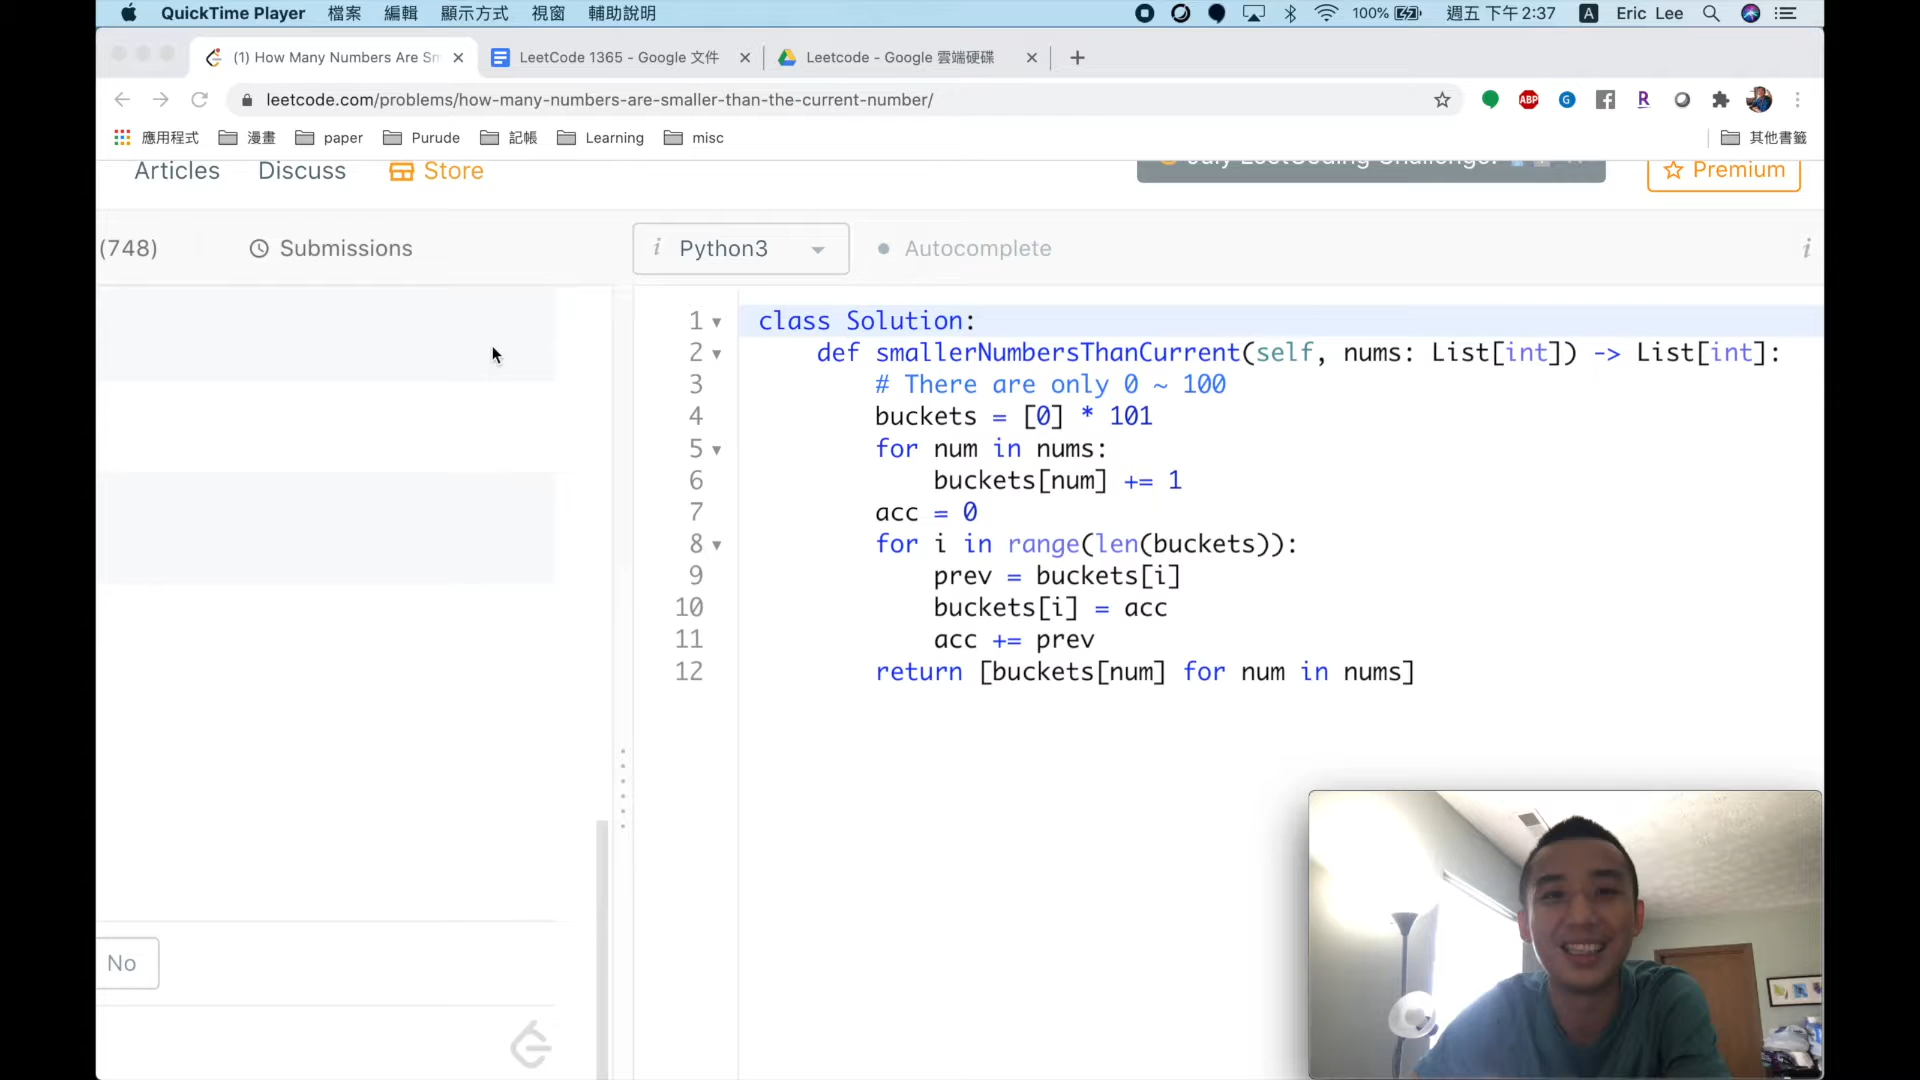 QuickTime Player 檔案 編輯 顯示方式 視窗 輔助說明 100% 週五 下午 2:37 A Eric Lee
(1) How Many Numbers Are Sm LeetCode 1365 - Google 文件 Leetcode - Google 雲端硬碟
leetcode.com/problems/how-many-numbers-are-smaller-than-the-current-number/ ABP G R
應用程式 漫畫 paper Purude 記帳 Learning misc 其他書籤
Articles Discuss Store July LeetCoding Challenge! Premium
(748) Submissions i Python3 Autocomplete i
1 class Solution:
2 def smallerNumbersThanCurrent(self, nums: List[int]) -> List[int]:
3 # There are only 0 ~ 100
4 buckets = [0] * 101
5 for num in nums:
6 buckets[num] += 1
7 acc = 0
8 for i in range(len(buckets)):
9 prev = buckets[i]
10 buckets[i] = acc
11 acc += prev
12 return [buckets[num] for num in nums]
No